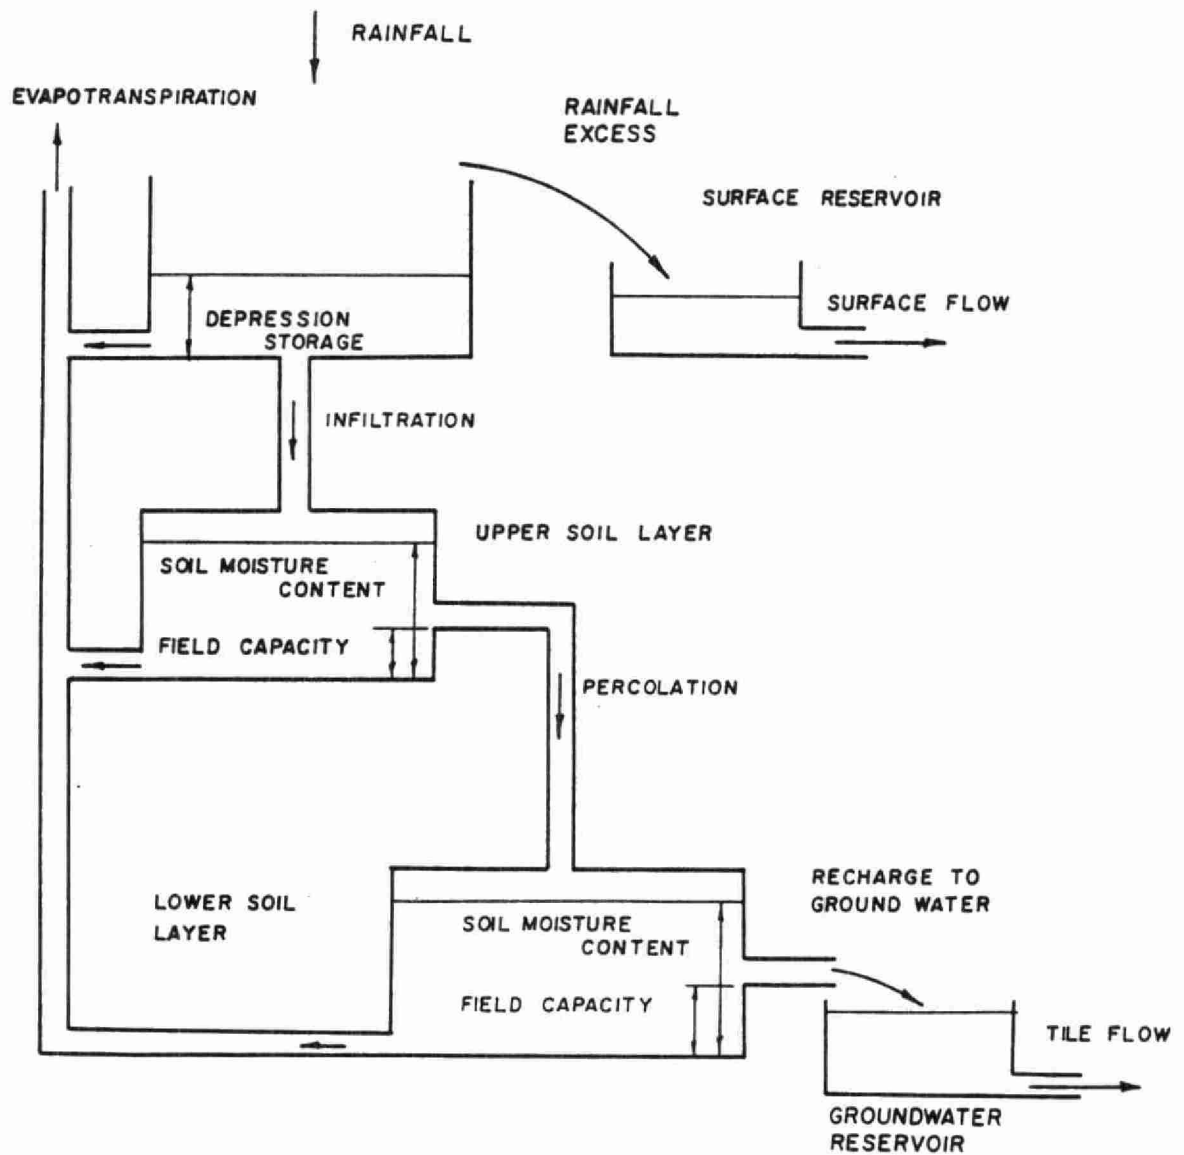 RAINFALL
EVAPOTRANSPIRATION
RAINFALL
EXCESS
SURFACE RESERVOIR
SURFACE FLOW
DEPRESSION
STORAGE
INFILTRATION
UPPER SOIL LAYER
SOIL MOISTURE
CONTENT
FIELD CAPACITY
PERCOLATION
LOWER SOIL
LAYER
SOIL MOISTURE
CONTENT
FIELD CAPACITY
RECHARGE TO
GROUND WATER
TILE FLOW
GROUNDWATER
RESERVOIR